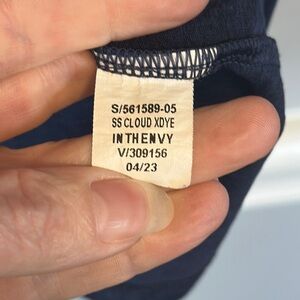 S/561589-05
SS CLOUD XDYE
INTHENVY
V/309156
04/23